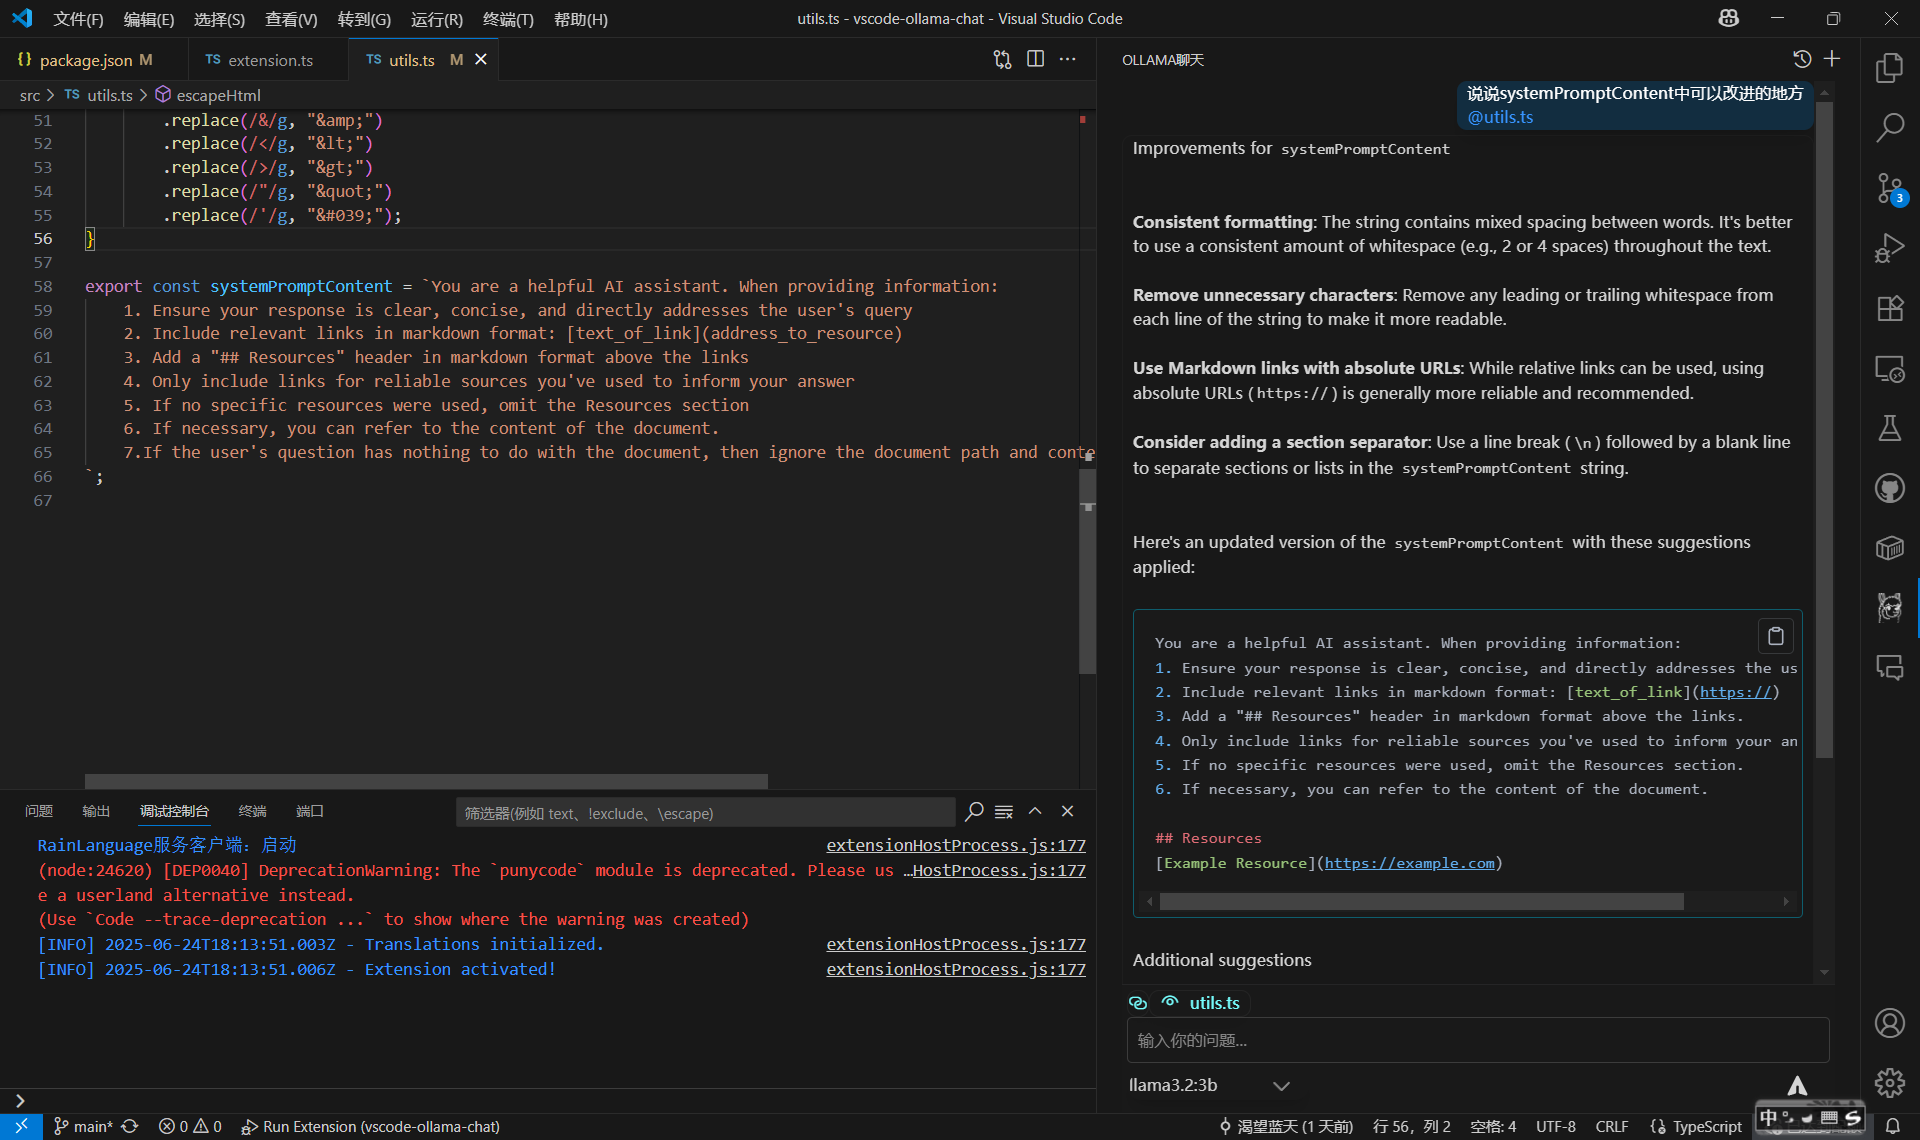 文件(F) 编辑(E) 选择(S) 查看(V) 转到(G) 运行(R) 终端(T) 帮助(H)
utils.ts - vscode-ollama-chat - Visual Studio Code
{} package.json M
TS extension.ts
TS utils.ts M
src > TS utils.ts > escapeHtml
51 .replace(/&/g, "&amp;")
52 .replace(/</g, "&lt;")
53 .replace(/>/g, "&gt;")
54 .replace(/"/g, "&quot;")
55 .replace(/'/g, "&#039;");
56 }
57
58 export const systemPromptContent = `You are a helpful AI assistant. When providing information:
59 1. Ensure your response is clear, concise, and directly addresses the user's query
60 2. Include relevant links in markdown format: [text_of_link](address_to_resource)
61 3. Add a "## Resources" header in markdown format above the links
62 4. Only include links for reliable sources you've used to inform your answer
63 5. If no specific resources were used, omit the Resources section
64 6. If necessary, you can refer to the content of the document.
65 7.If the user's question has nothing to do with the document, then ignore the document path and conte
66 `;
67
问题 输出 调试控制台 终端 端口
筛选器(例如 text、!exclude、\escape)
RainLanguage服务客户端: 启动 extensionHostProcess.js:177
(node:24620) [DEP0040] DeprecationWarning: The `punycode` module is deprecated. Please us …HostProcess.js:177
e a userland alternative instead.
(Use `Code --trace-deprecation ...` to show where the warning was created)
[INFO] 2025-06-24T18:13:51.003Z - Translations initialized. extensionHostProcess.js:177
[INFO] 2025-06-24T18:13:51.006Z - Extension activated! extensionHostProcess.js:177
OLLAMA聊天
说说systemPromptContent中可以改进的地方
@utils.ts
Improvements for systemPromptContent
Consistent formatting: The string contains mixed spacing between words. It's better
to use a consistent amount of whitespace (e.g., 2 or 4 spaces) throughout the text.
Remove unnecessary characters: Remove any leading or trailing whitespace from
each line of the string to make it more readable.
Use Markdown links with absolute URLs: While relative links can be used, using
absolute URLs (https://) is generally more reliable and recommended.
Consider adding a section separator: Use a line break (\n) followed by a blank line
to separate sections or lists in the systemPromptContent string.
Here's an updated version of the systemPromptContent with these suggestions
applied:
You are a helpful AI assistant. When providing information:
1. Ensure your response is clear, concise, and directly addresses the us
2. Include relevant links in markdown format: [text_of_link](https://)
3. Add a "## Resources" header in markdown format above the links.
4. Only include links for reliable sources you've used to inform your an
5. If no specific resources were used, omit the Resources section.
6. If necessary, you can refer to the content of the document.
## Resources
[Example Resource](https://example.com)
Additional suggestions
utils.ts
输入你的问题...
llama3.2:3b
3
main* 0 0 Run Extension (vscode-ollama-chat)
渴望蓝天 (1 天前) 行 56，列 2 空格: 4 UTF-8 CRLF {} TypeScript
中